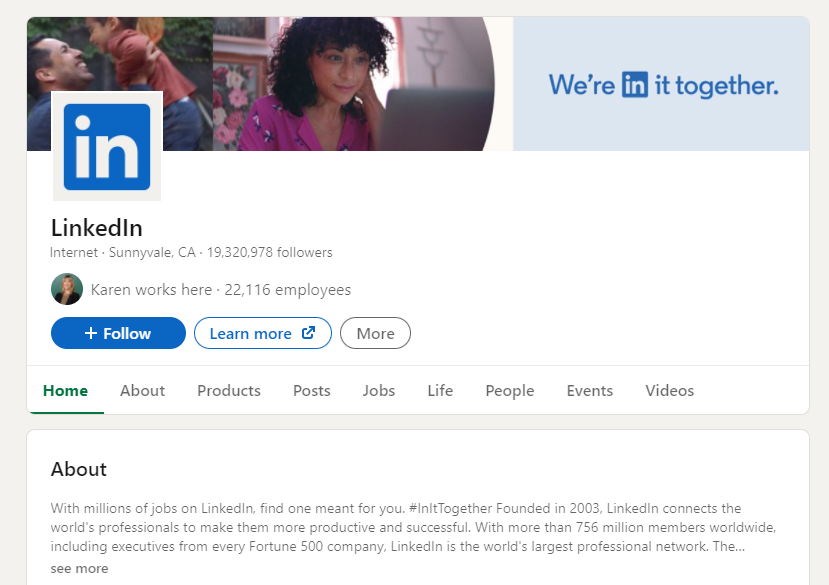 We're in it together.
in
LinkedIn
Internet · Sunnyvale, CA · 19,320,978 followers
Karen works here · 22,116 employees
+ Follow
Learn more
More
Home
About
Products
Posts
Jobs
Life
People
Events
Videos
About
With millions of jobs on LinkedIn, find one meant for you. #InItTogether Founded in 2003, LinkedIn connects the
world's professionals to make them more productive and successful. With more than 756 million members worldwide,
including executives from every Fortune 500 company, LinkedIn is the world's largest professional network. The...
see more